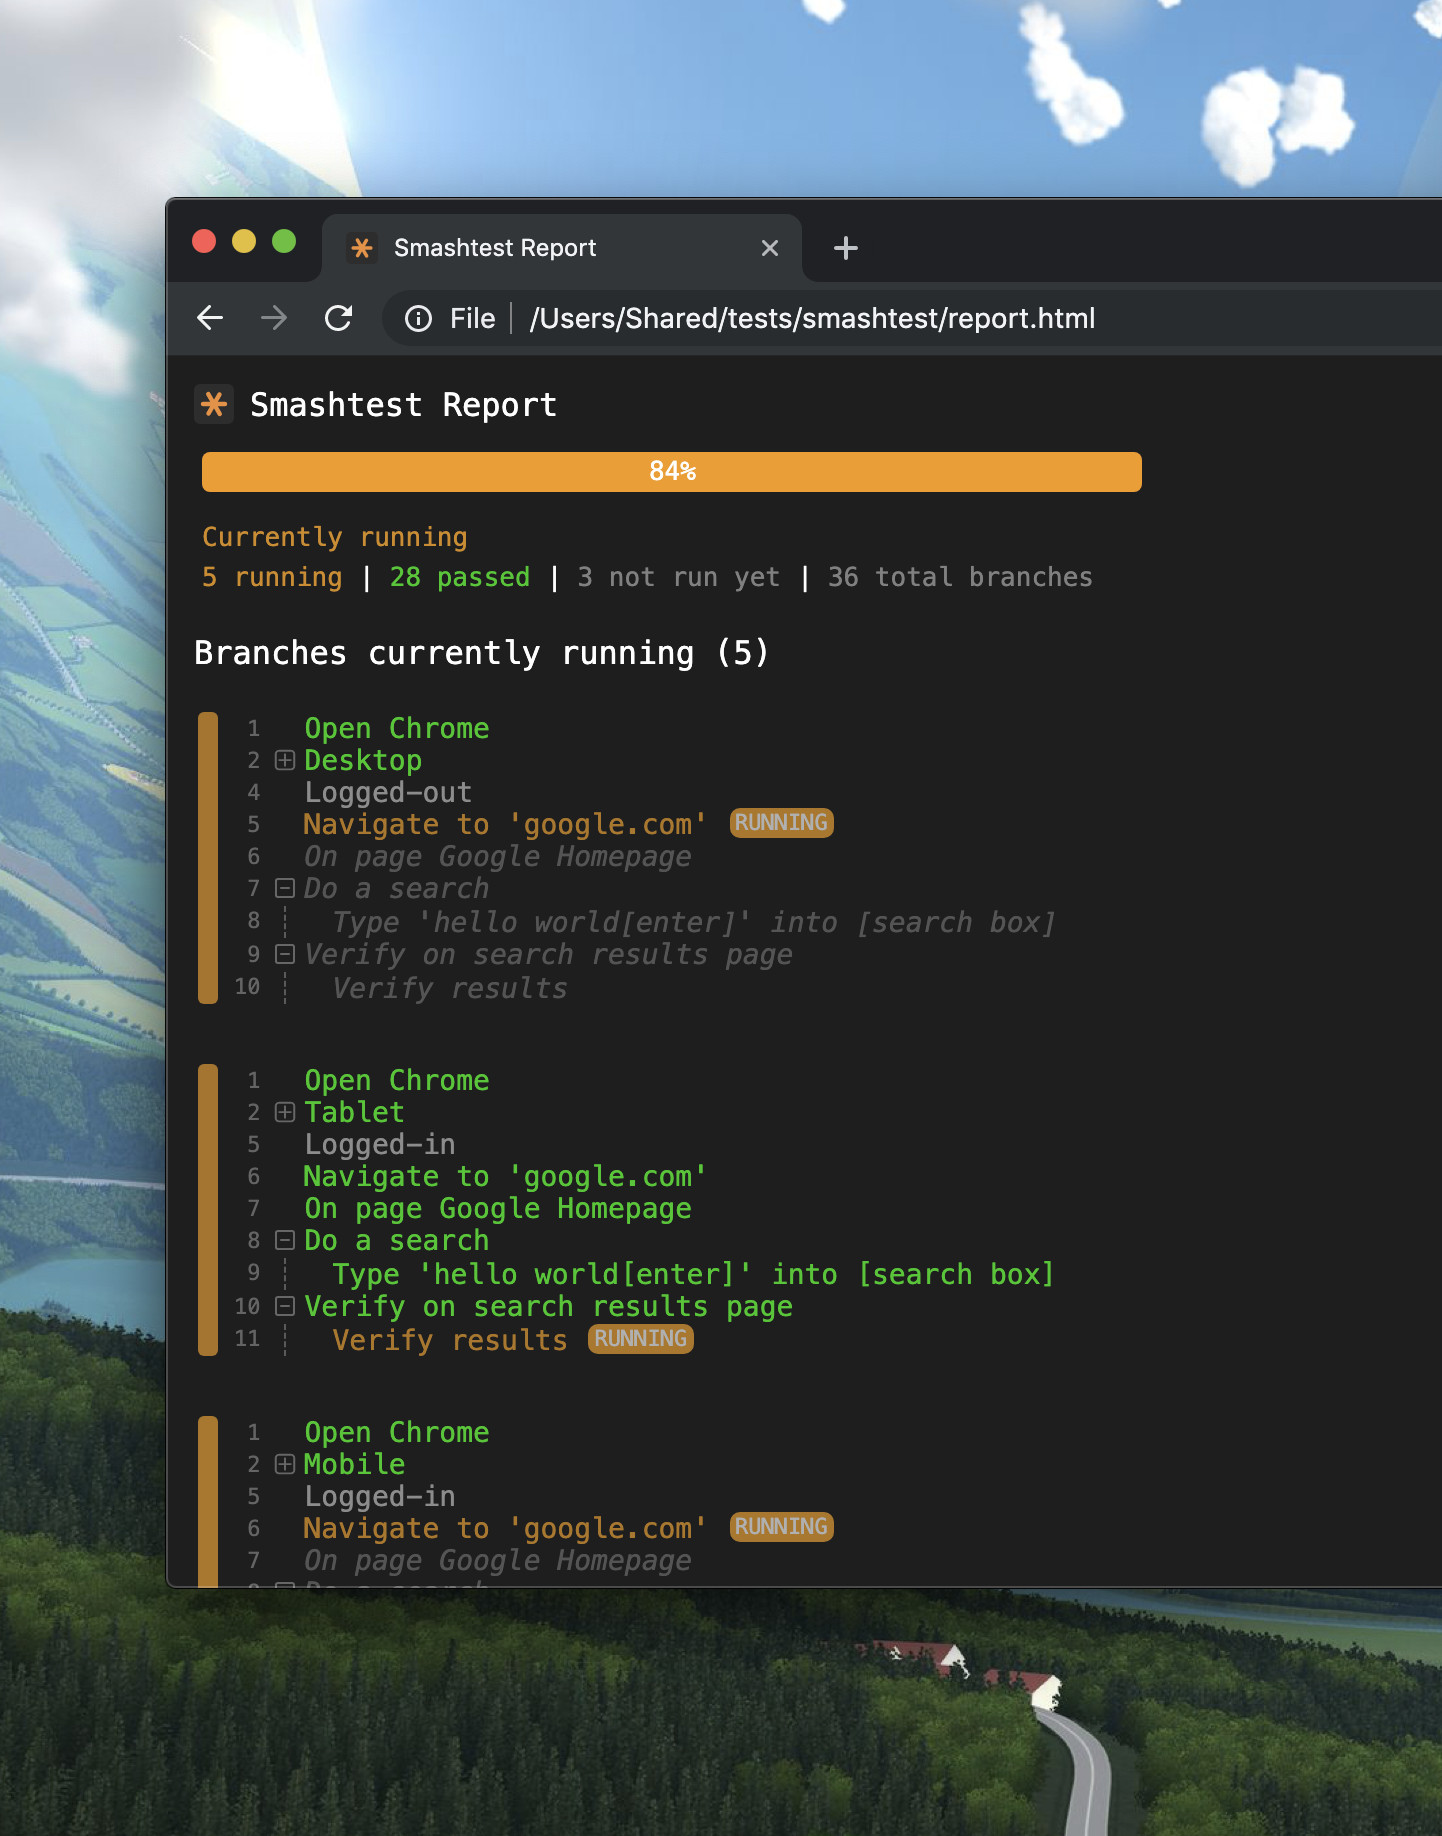 Smashtest Report
File /Users/Shared/tests/smashtest/report.html
Smashtest Report
84%
Currently running
5 running | 28 passed | 3 not run yet | 36 total branches
Branches currently running (5)
1 Open Chrome
2 Desktop
4 Logged-out
5 Navigate to 'google.com' RUNNING
6 On page Google Homepage
7 Do a search
8 Type 'hello world[enter]' into [search box]
9 Verify on search results page
10 Verify results
1 Open Chrome
2 Tablet
5 Logged-in
6 Navigate to 'google.com'
7 On page Google Homepage
8 Do a search
9 Type 'hello world[enter]' into [search box]
10 Verify on search results page
11 Verify results RUNNING
1 Open Chrome
2 Mobile
5 Logged-in
6 Navigate to 'google.com' RUNNING
7 On page Google Homepage